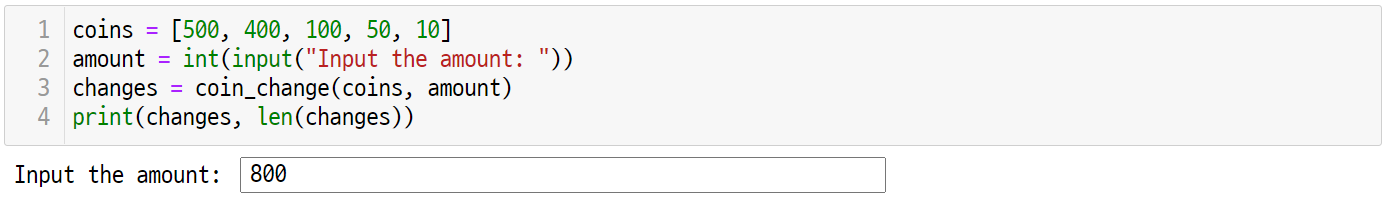 1 coins = [500, 400, 100, 50, 10]
2 amount = int(input("Input the amount: "))
3 changes = coin_change(coins, amount)
4 print(changes, len(changes))
Input the amount: 800